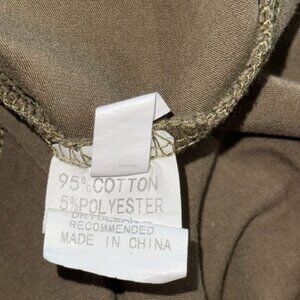 95%COTTON
5%POLYESTER
RECOMMENDED
MADE IN CHINA